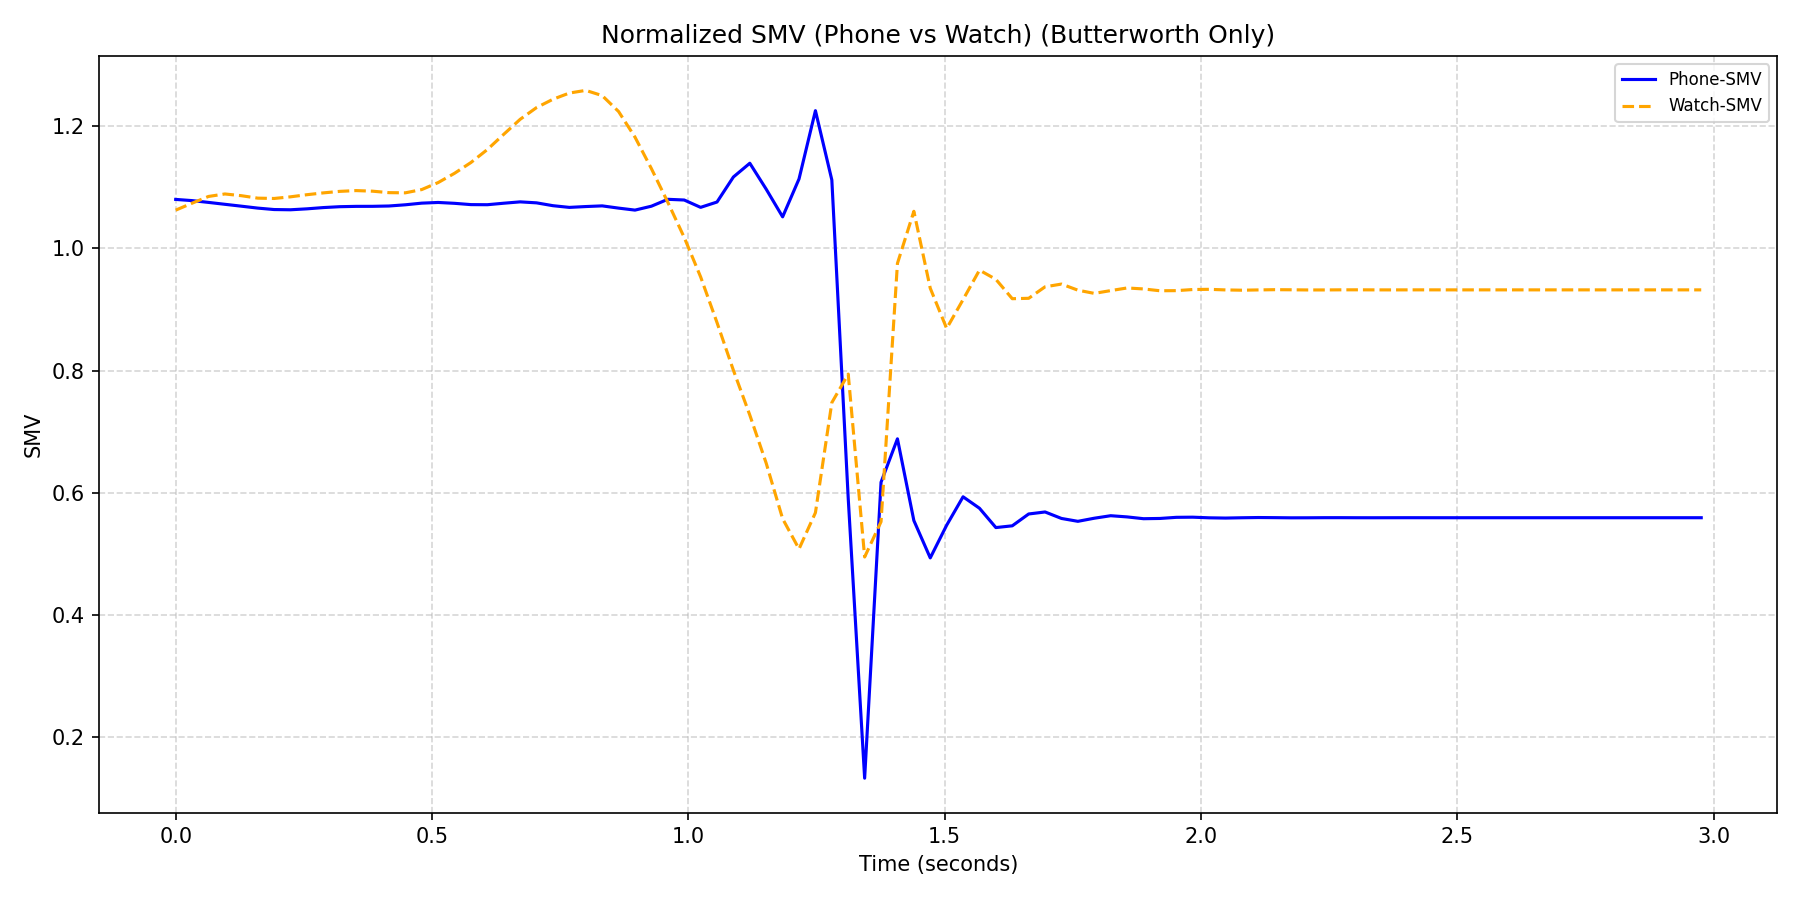 Normalized SMV (Phone vs Watch) (Butterworth Only)
Phone-SMV
Watch-SMV
1.2
1.0
0.8
0.6
0.4
0.2
SMV
0.0 0.5 1.0 1.5 2.0 2.5 3.0
Time (seconds)